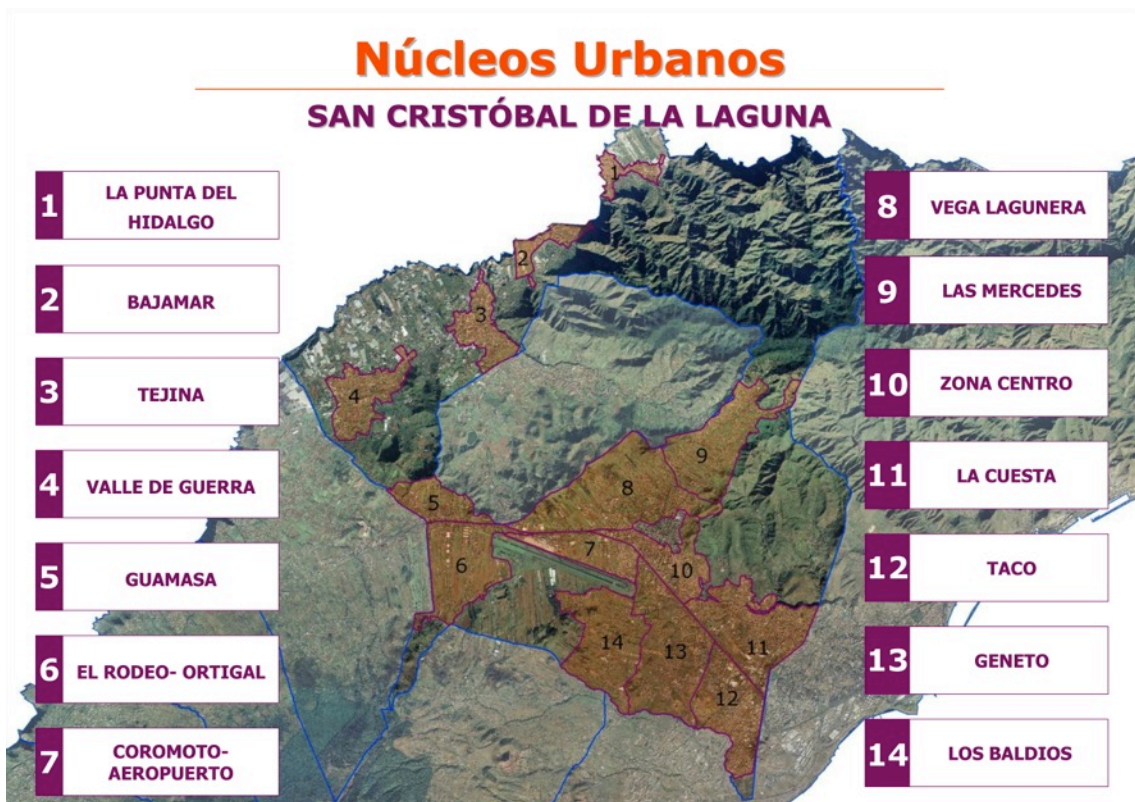 Núcleos Urbanos
SAN CRISTÓBAL DE LA LAGUNA
1
LA PUNTA DEL
HIDALGO
2
BAJAMAR
3
TEJINA
4
VALLE DE GUERRA
5
GUAMASA
6
EL RODEO- ORTIGAL
7
COROMOTO-
AEROPUERTO
8
VEGA LAGUNERA
9
LAS MERCEDES
10
ZONA CENTRO
11
LA CUESTA
12
TACO
13
GENETO
14
LOS BALDIOS
1
2
3
4
5
6
7
8
9
10
11
12
13
14